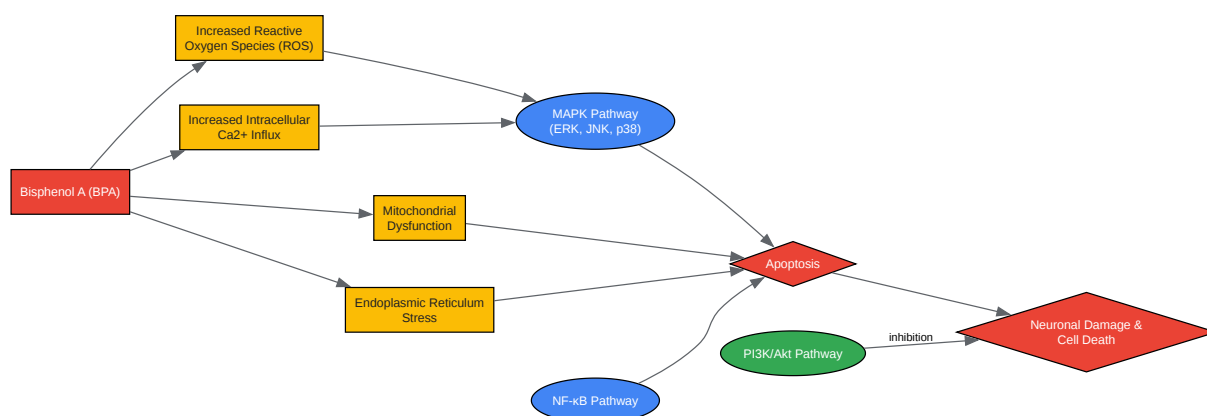 Increased Reactive
Oxygen Species (ROS)
Increased Intracellular
Ca2+ Influx
MAPK Pathway
(ERK, JNK, p38)
Bisphenol A (BPA)
Mitochondrial
Dysfunction
Apoptosis
Endoplasmic Reticulum
Stress
Neuronal Damage &
Cell Death
inhibition
PI3K/Akt Pathway
NF-κB Pathway